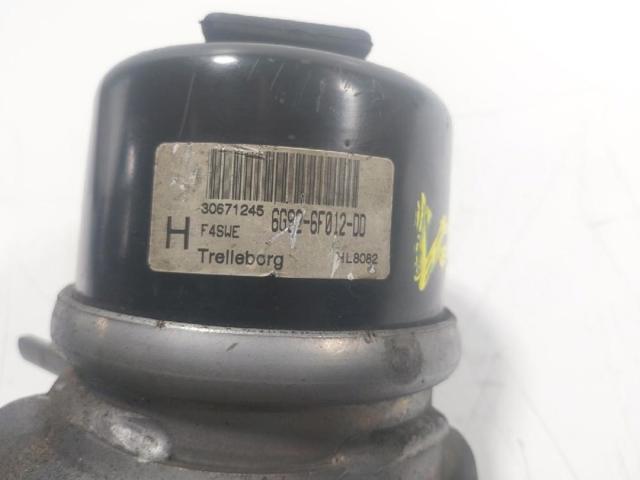 30671245
H F4SWE 6G92-6F012-DD
Trelleborg HL8082